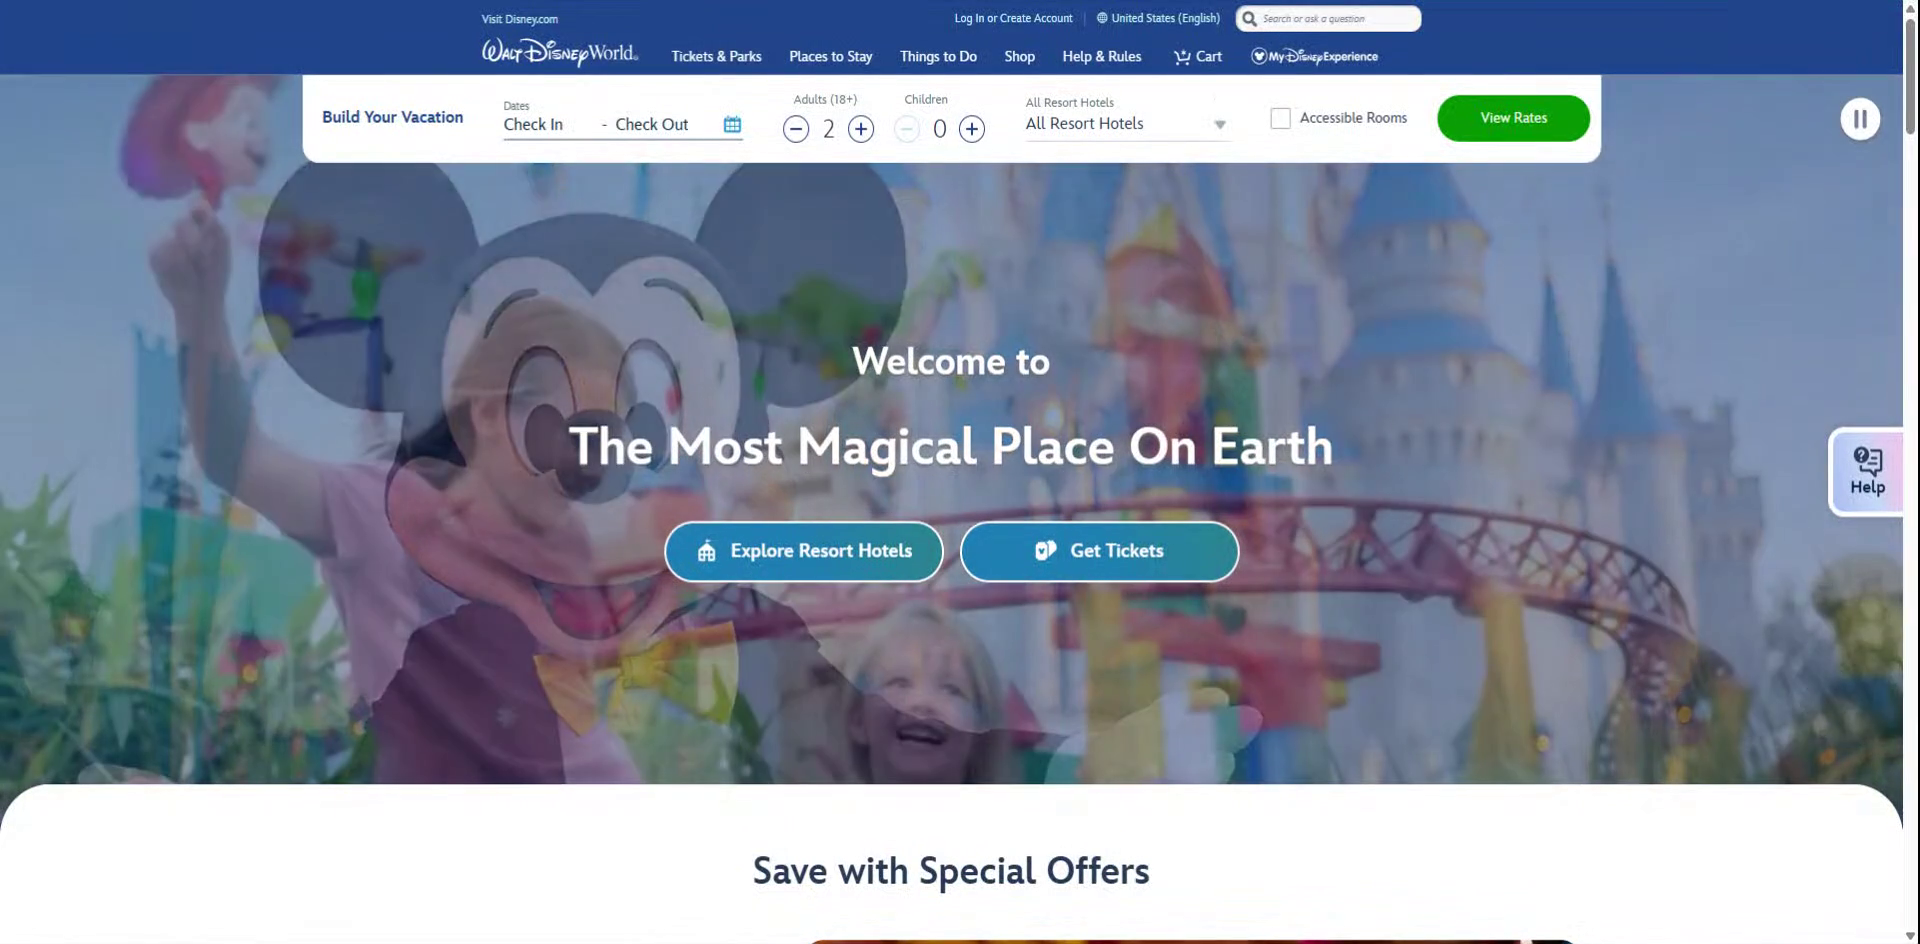 Visit Disney.com
Log In or Create Account
United States (English)
Search or ask a question
Walt Disney World.
Tickets & Parks
Places to Stay
Things to Do
Shop
Help & Rules
Cart
My Disney Experience
Build Your Vacation
Dates
Check In - Check Out
Adults (18+)
2
Children
0
All Resort Hotels
All Resort Hotels
Accessible Rooms
View Rates
Welcome to
The Most Magical Place On Earth
Explore Resort Hotels
Get Tickets
Help
Save with Special Offers